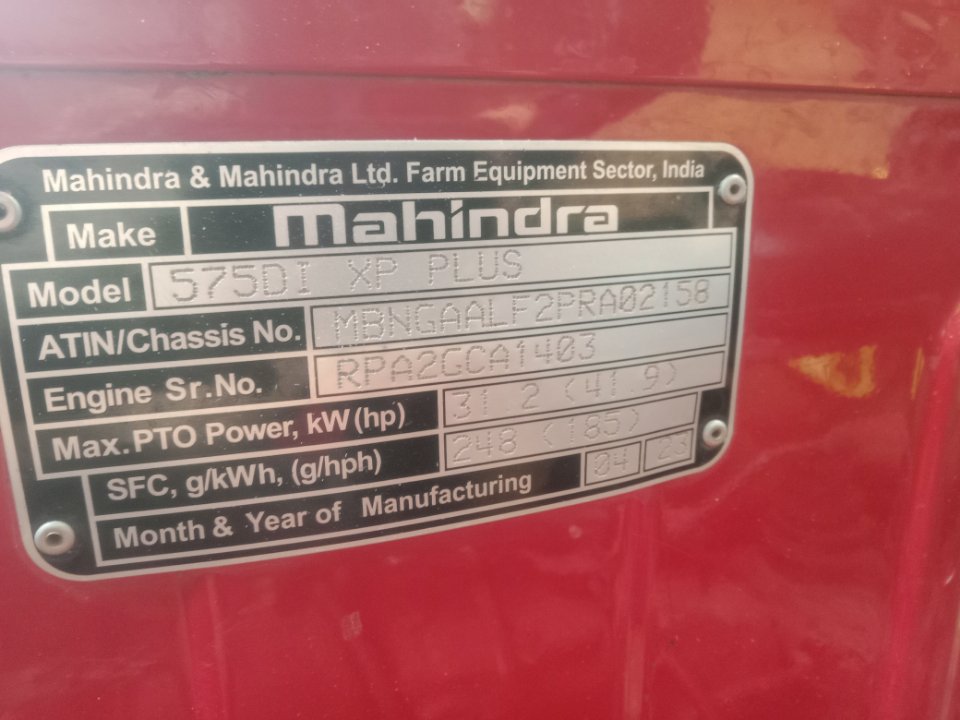 Mahindra & Mahindra Ltd. Farm Equipment Sector, India
Make Mahindra
Model 575DI XP PLUS
ATIN/Chassis No. MBNGAALF2PRA02158
Engine Sr.No. RPA2GCA1403
Max.PTO Power, kW (hp) 31.2 (41.9)
SFC, g/kWh, (g/hph) 248 (185)
Month & Year of Manufacturing 04 23